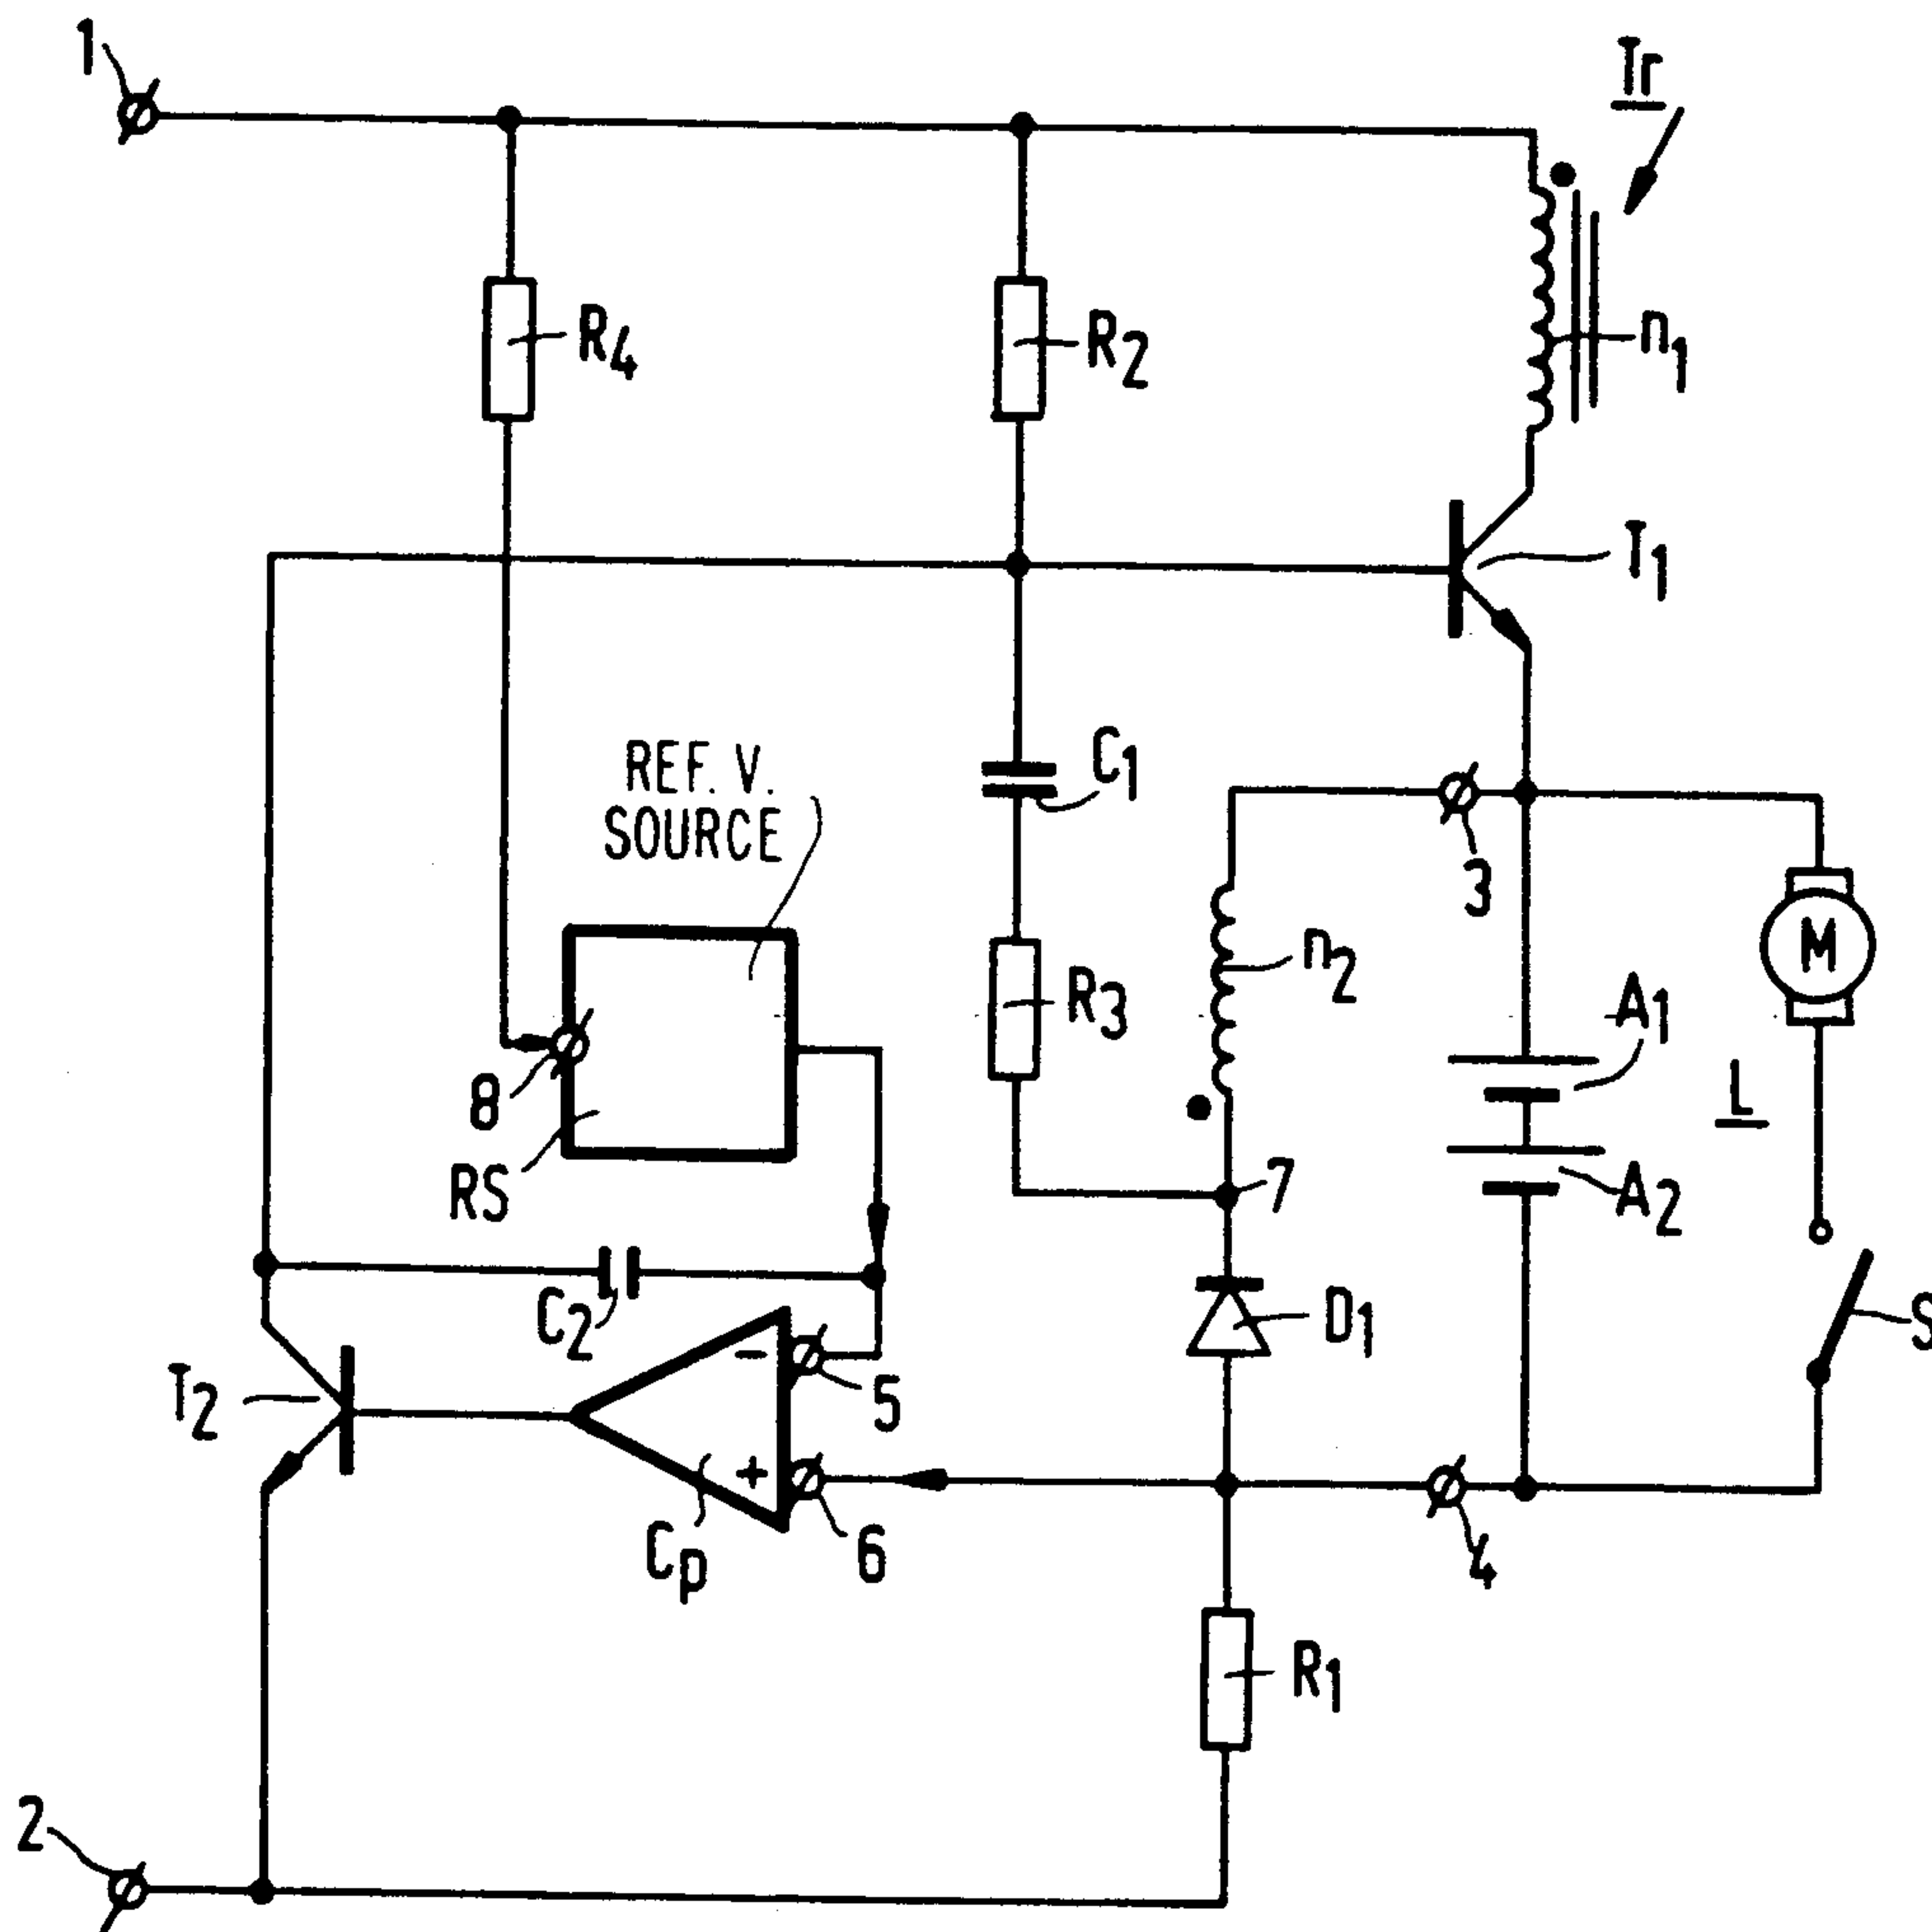 1
Tr
R4
R2
n1
T1
REF. V.
SOURCE
C1
3
n2
M
A1
R3
8
L
RS
7
A2
C2
D1
S
T2
-
5
+
Cp
6
4
R1
2